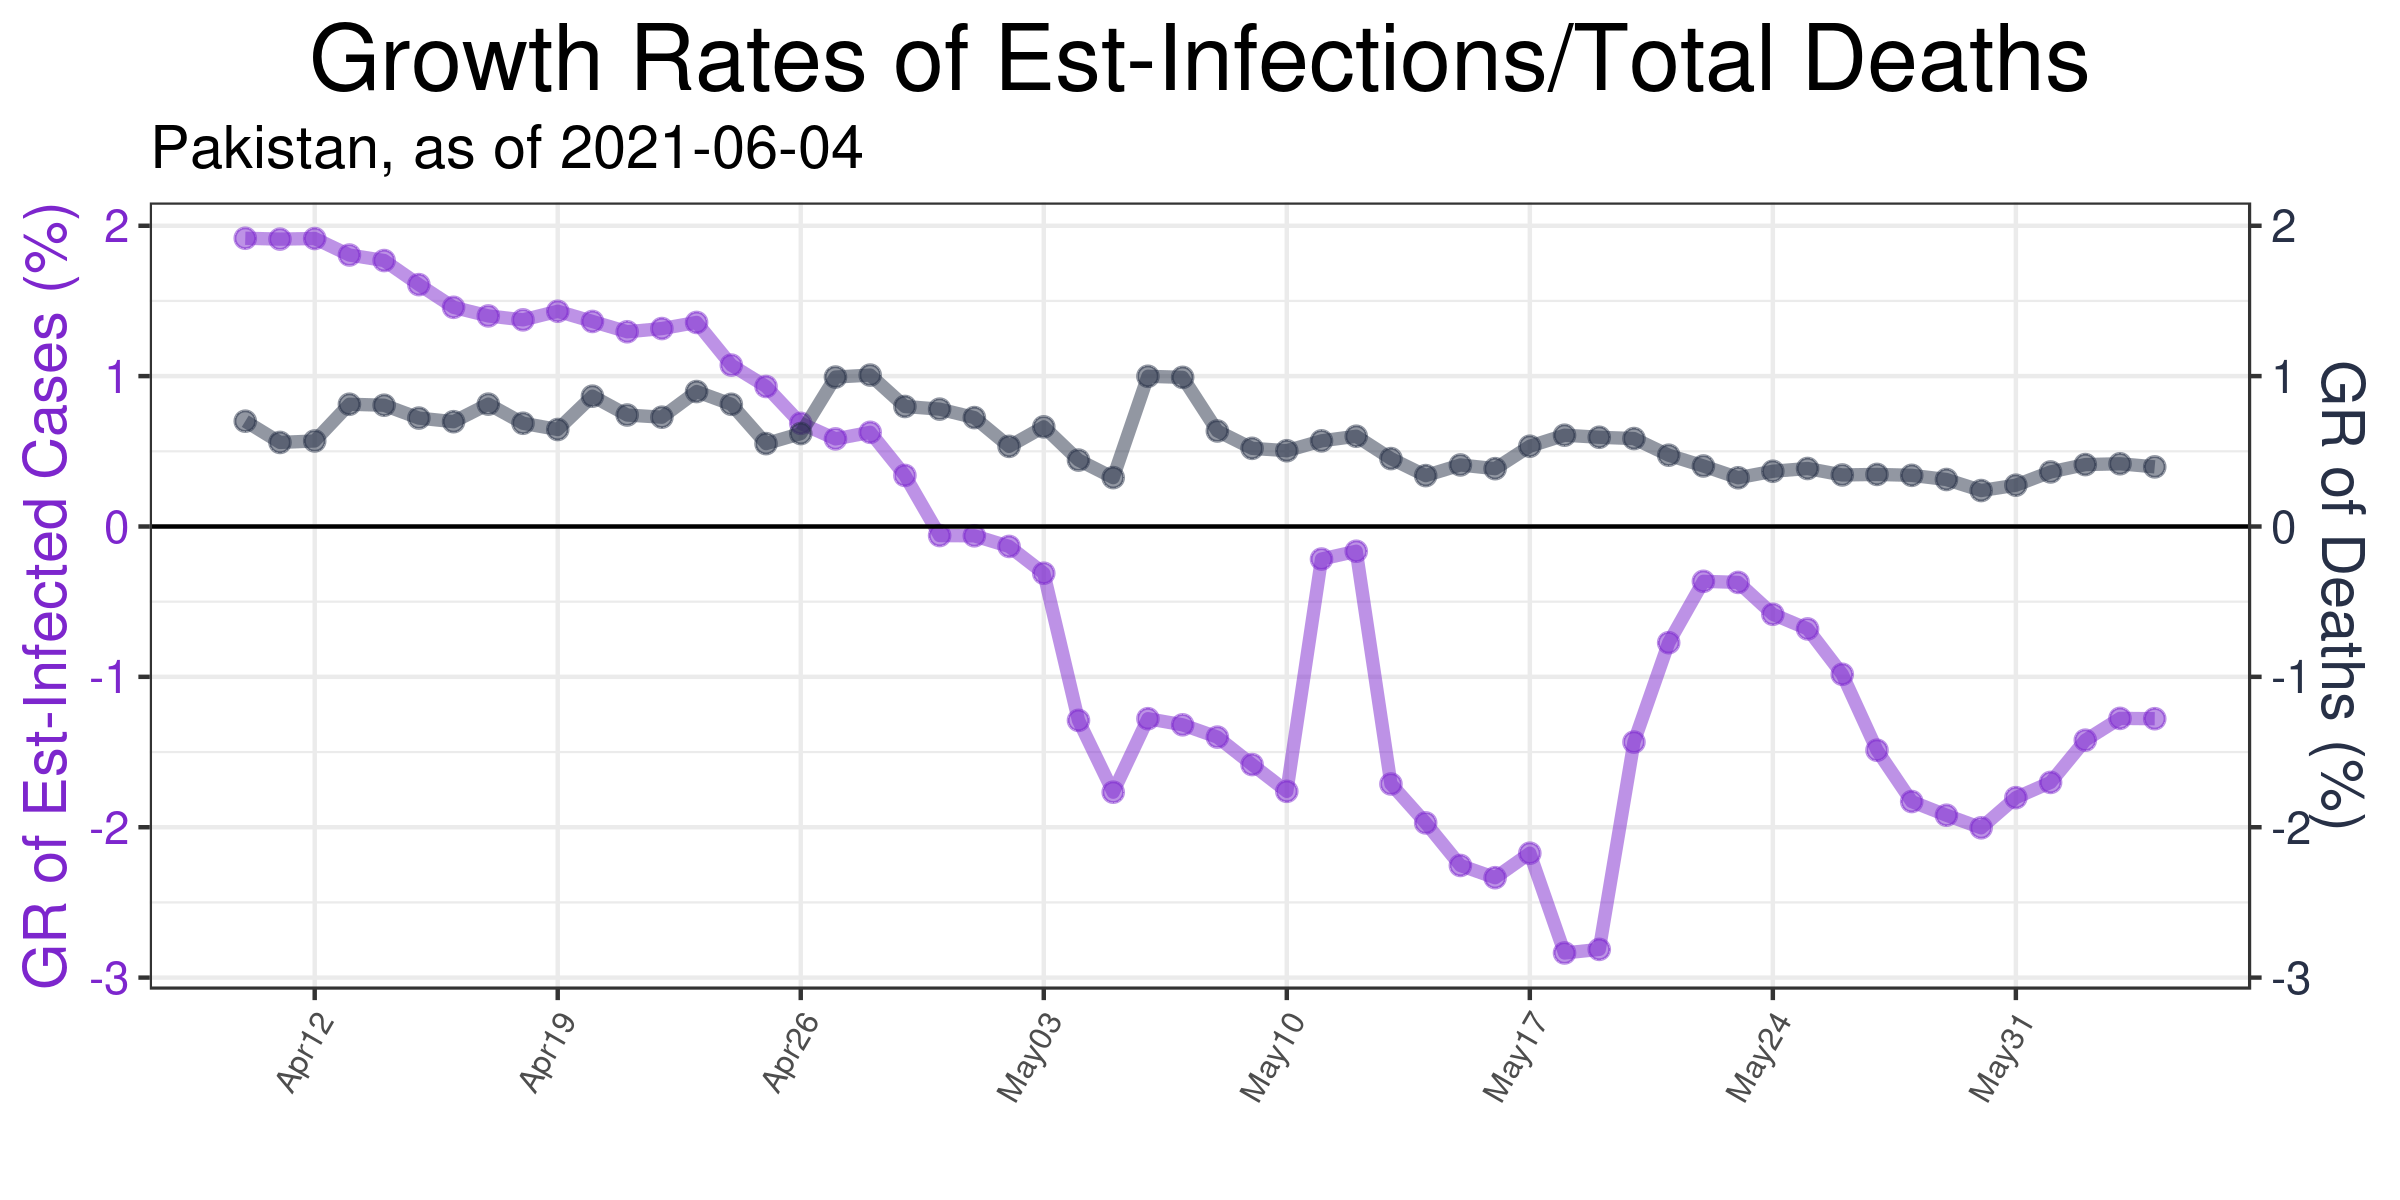 Growth Rates of Est-Infections/Total Deaths
Pakistan, as of 2021-06-04
GR of Est-Infected Cases (%)
2
1
0
-1
-2
-3
2
1
0
-1
-2
-3
GR of Deaths (%)
Apr12
Apr19
Apr26
May03
May10
May17
May24
May31